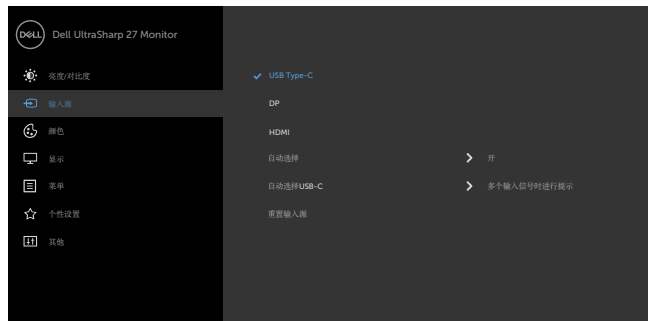 DELL Dell UltraSharp 27 Monitor
亮度/对比度
USB Type-C
输入源
DP
颜色
HDMI
显示
自动选择 开
菜单
自动选择USB-C 多个输入信号时进行提示
个性设置
重置输入源
其他